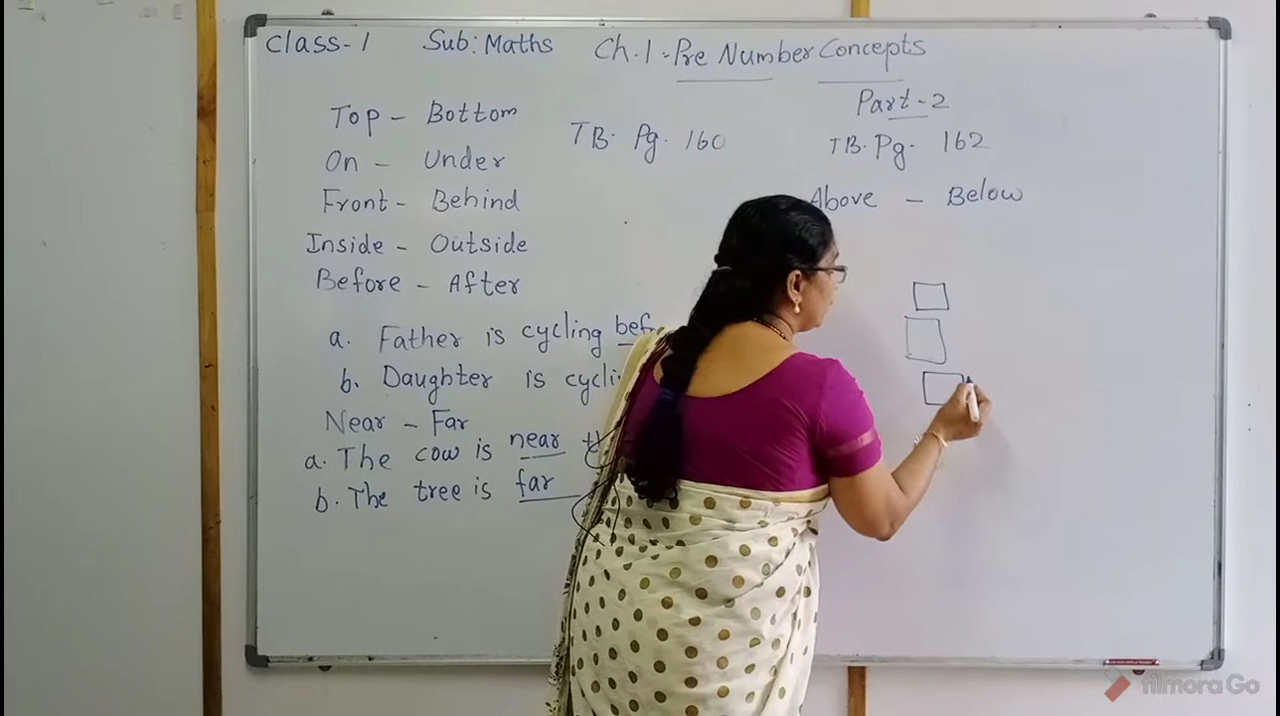 Class-1 Sub: Maths Ch.1-Pre Number Concepts
Part-2
Top - Bottom
TB. Pg. 160
TB. Pg. 162
On - Under
Front - Behind
Above - Below
Inside - Outside
Before - After
a. Father is cycling
b. Daughter is
Near - Far
a. The cow is near
b. The tree is far
filmoraGo